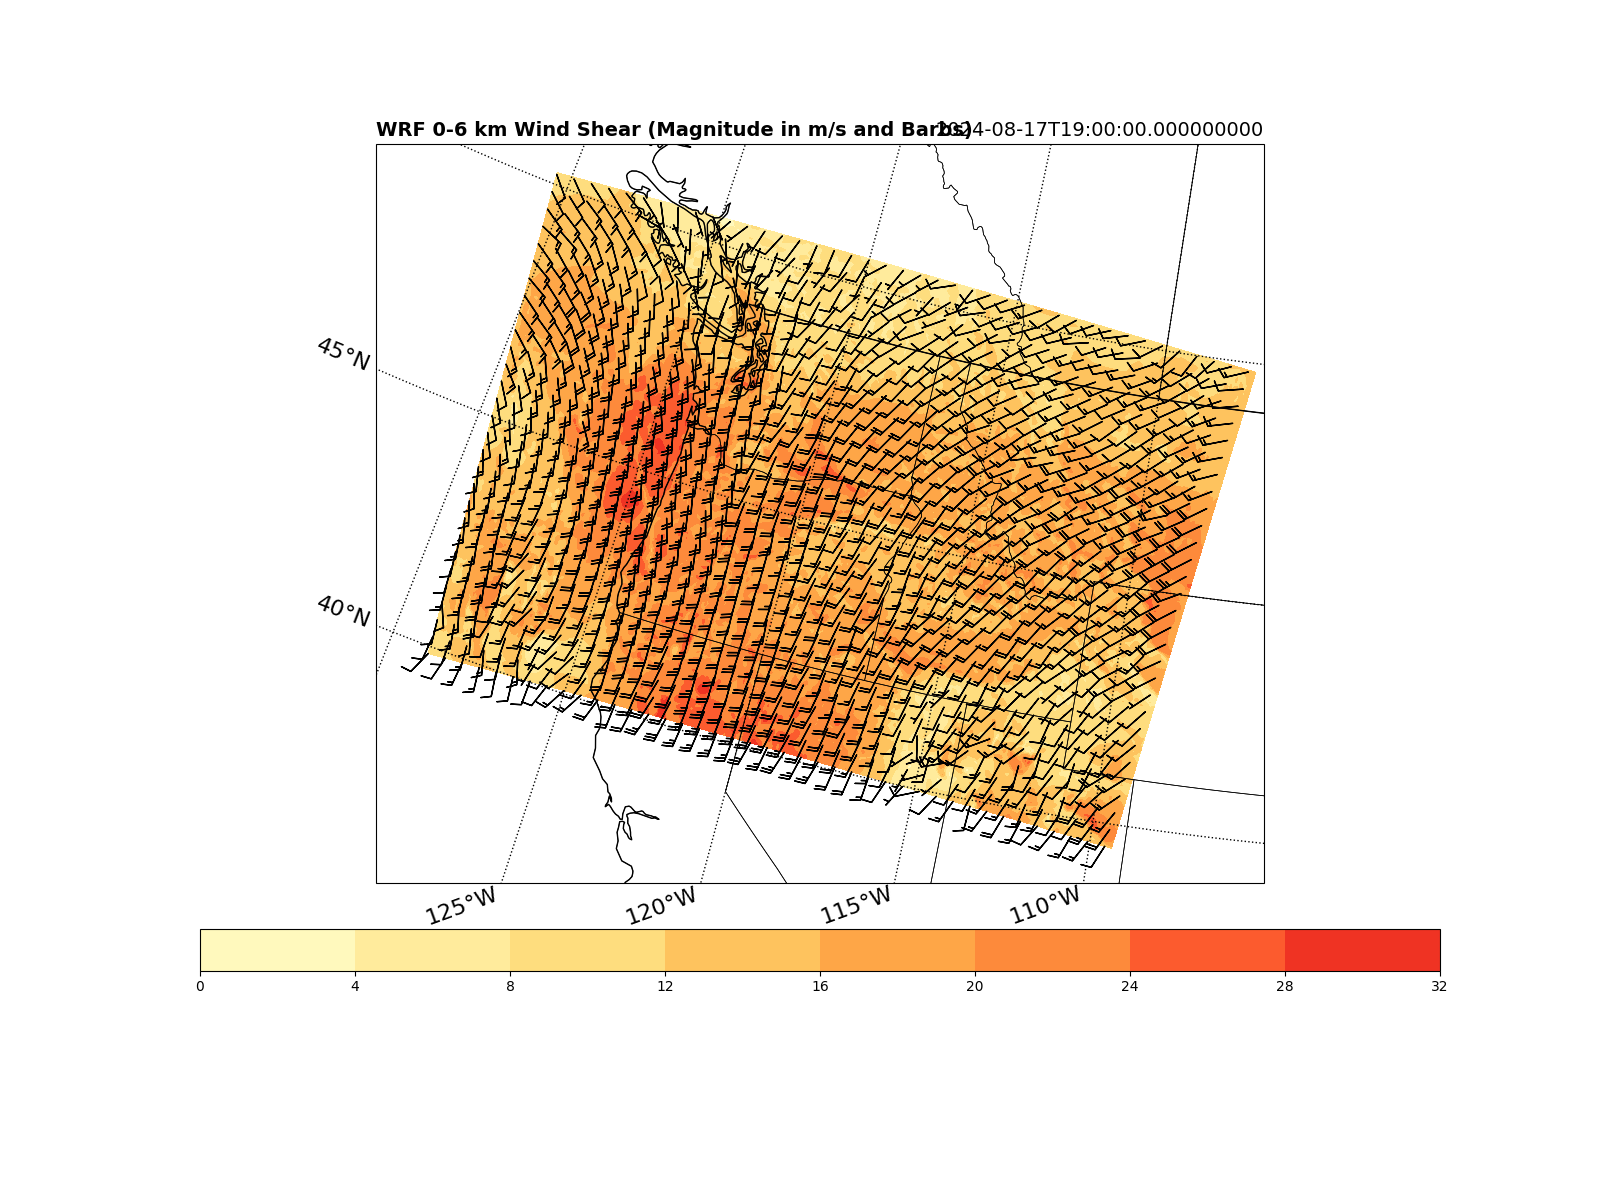 WRF 0-6 km Wind Shear (Magnitude in m/s and Barbs) 2024-08-17T19:00:00.000000000
45°N
40°N
125°W 120°W 115°W 110°W
0 4 8 12 16 20 24 28 32